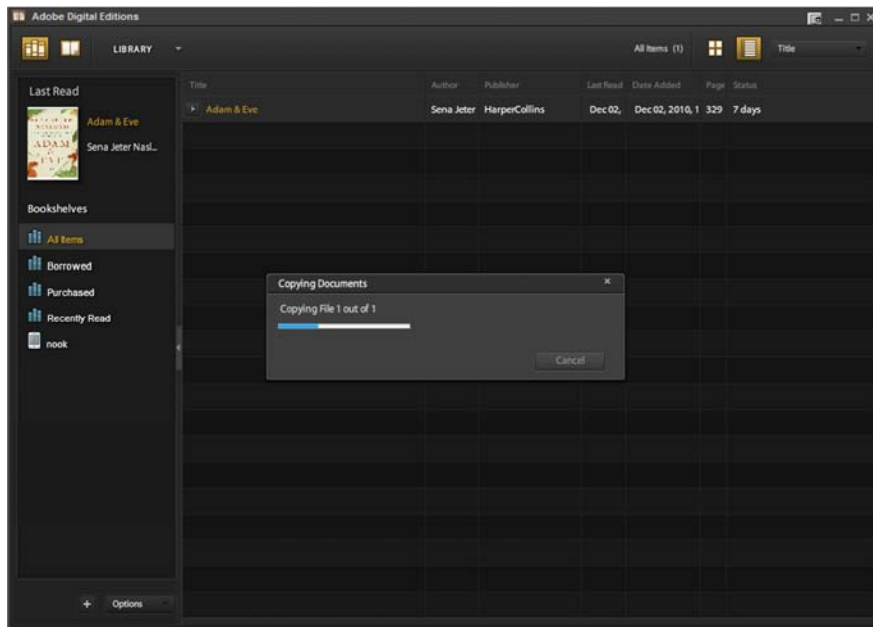 Adobe Digital Editions
LIBRARY
All Items (1)
Title
Last Read
Adam & Eve
Sena Jeter Nasl...
Bookshelves
All Items
Borrowed
Purchased
Recently Read
nook
Title Author Publisher Last Read Date Added Page Status
Adam & Eve Sena Jeter HarperCollins Dec 02, Dec 02, 2010, 1 329 7 days
ADAM
EVE
Copying Documents
Copying File 1 out of 1
Cancel
+ Options